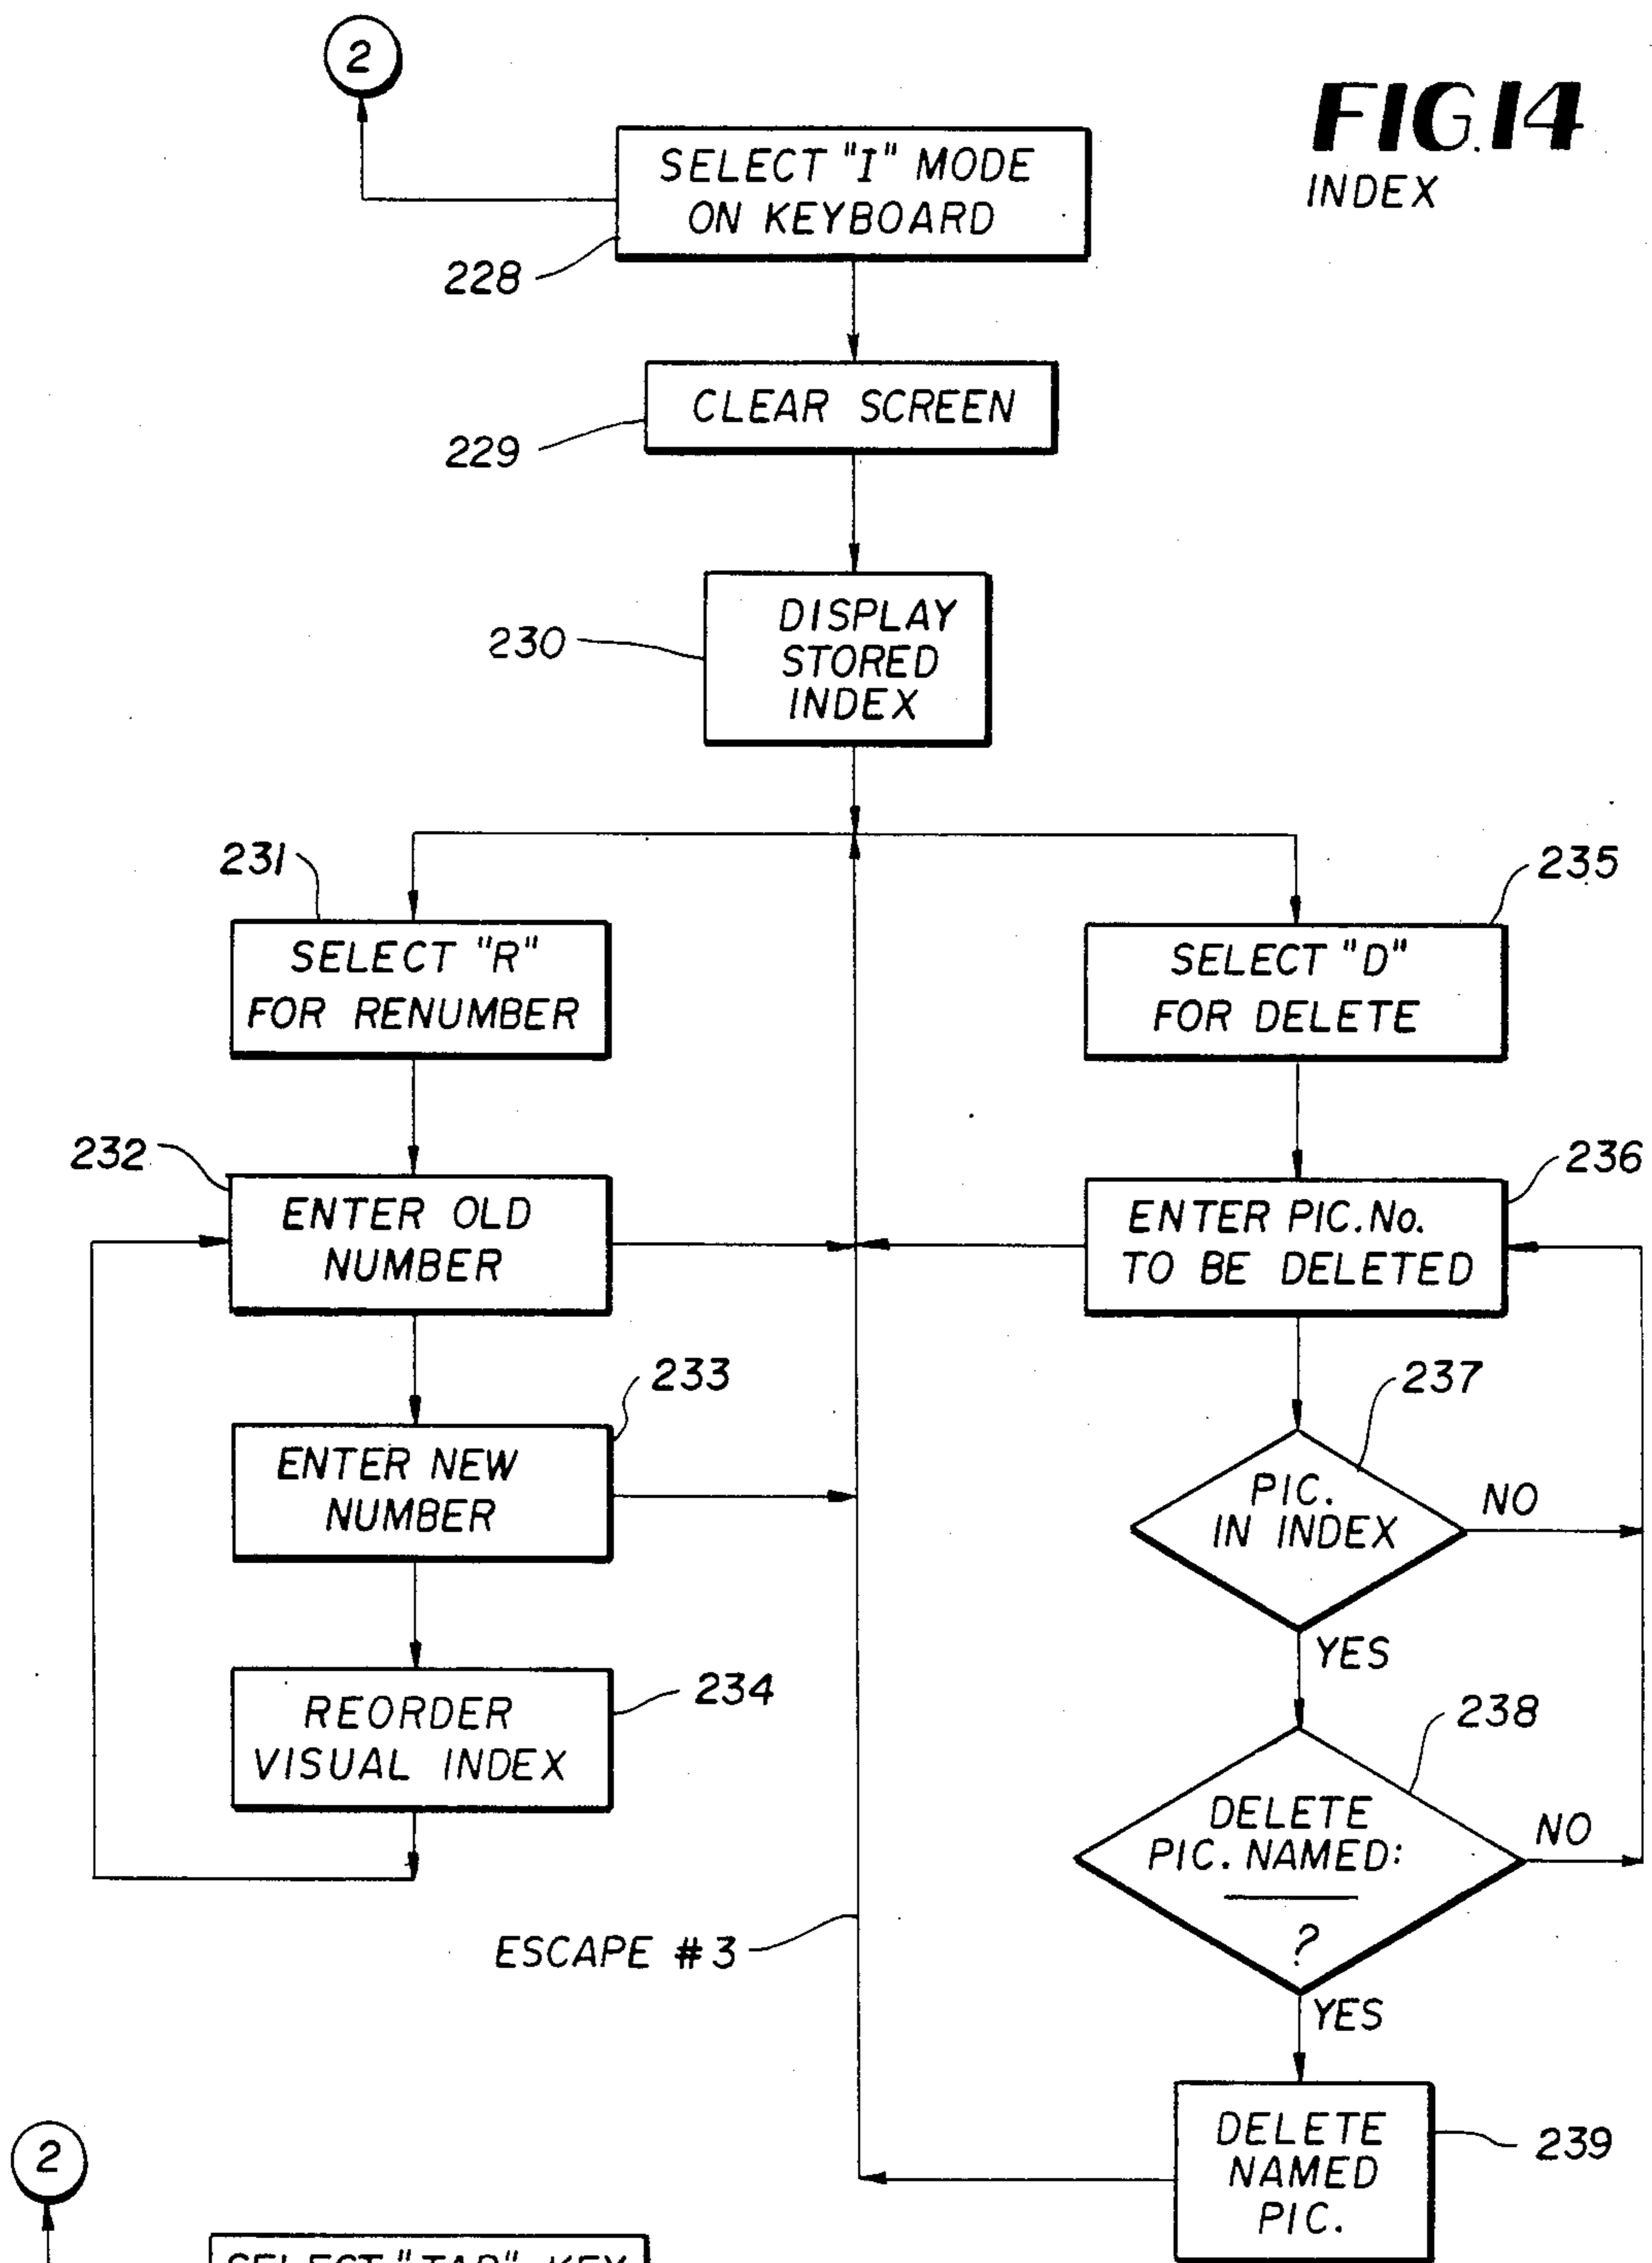 2
FIG. 14
INDEX
SELECT "I" MODE
ON KEYBOARD
228
CLEAR SCREEN
229
DISPLAY
STORED
INDEX
230
231
SELECT "R"
FOR RENUMBER
235
SELECT "D"
FOR DELETE
232
ENTER OLD
NUMBER
236
ENTER PIC. No.
TO BE DELETED
233
ENTER NEW
NUMBER
237
PIC.
IN INDEX
NO
YES
234
REORDER
VISUAL INDEX
238
DELETE
PIC. NAMED:
?
NO
YES
ESCAPE #3
DELETE
NAMED
PIC.
239
2
SELECT "TAB" KEY